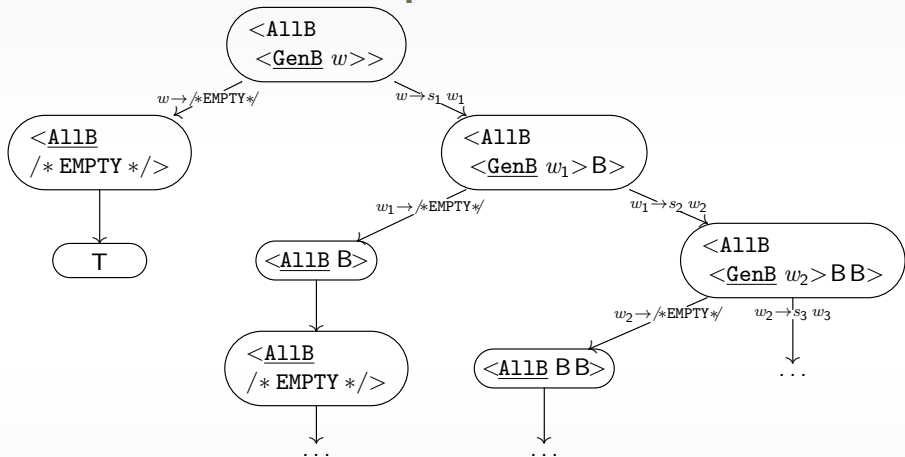 <AllB
<GenB w>>
w→/*EMPTY*/
w→s₁ w₁
<AllB
/* EMPTY */>
<AllB
<GenB w₁>B>
w₁→/*EMPTY*/
w₁→s₂ w₂
T
<AllB B>
<AllB
<GenB w₂>B B>
w₂→/*EMPTY*/
w₂→s₃ w₃
<AllB
/* EMPTY */>
<AllB B B>
...
...
...